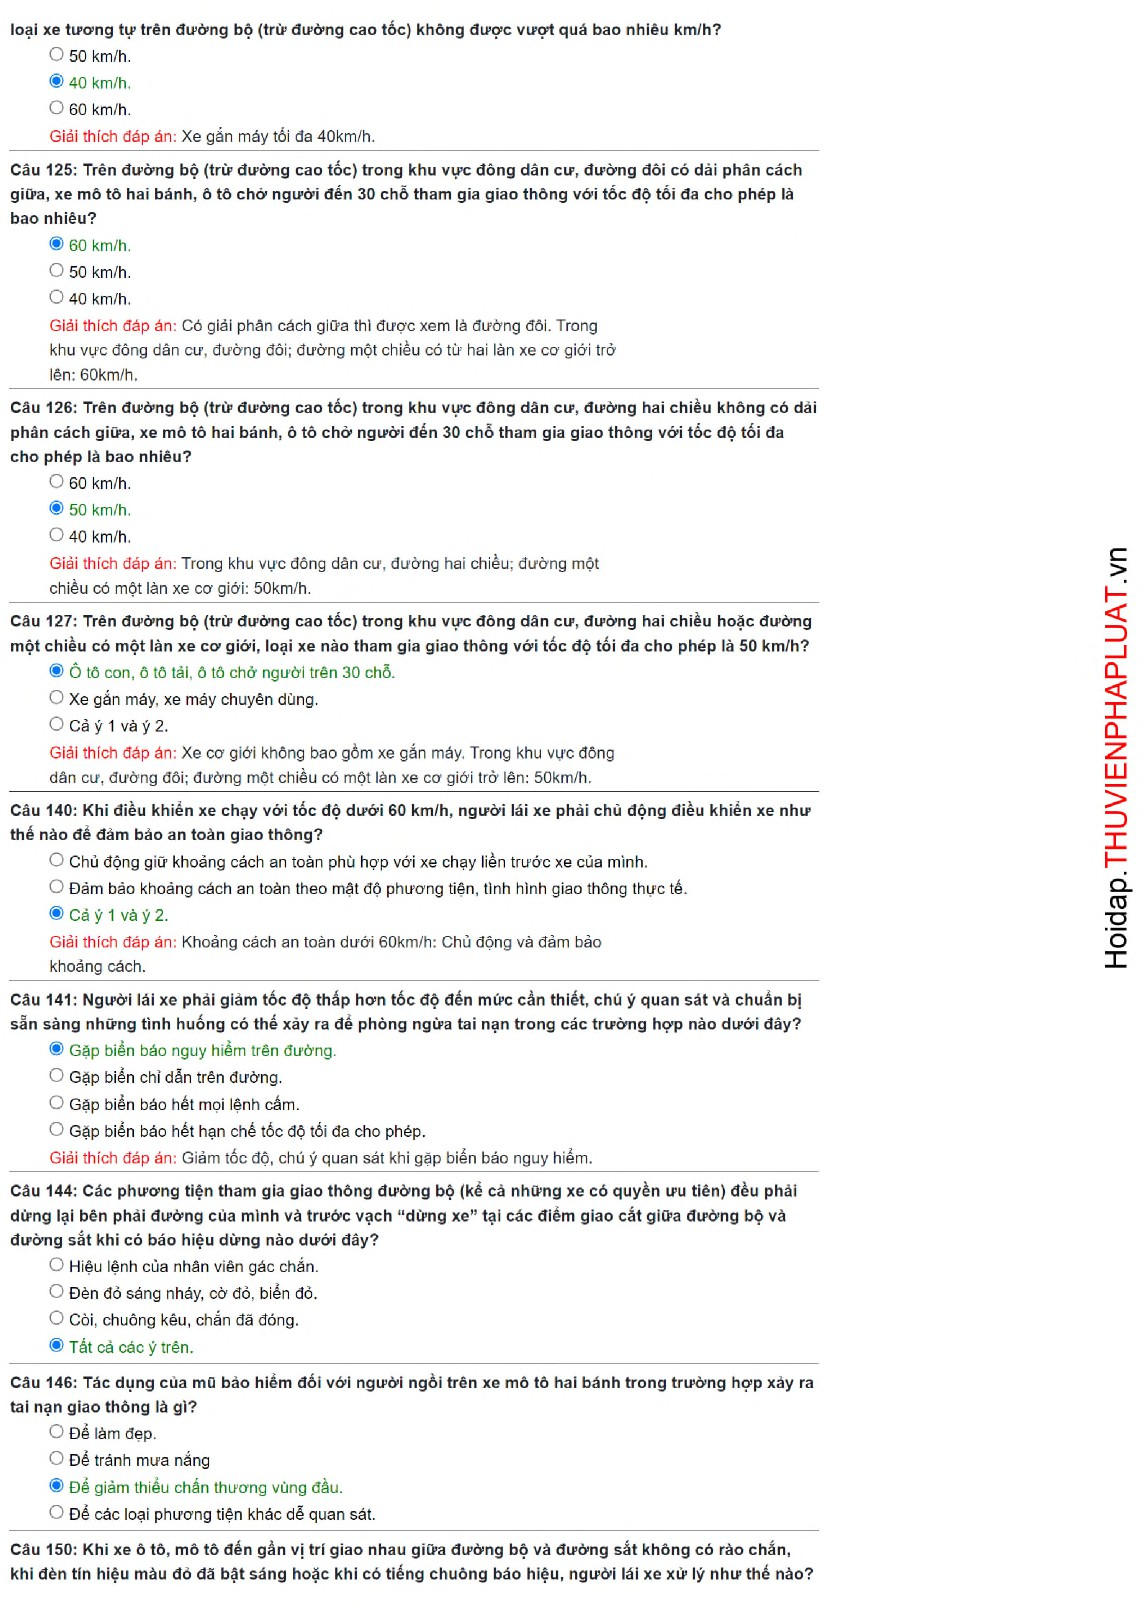 loại xe tương tự trên đường bộ (trừ đường cao tốc) không được vượt quá bao nhiêu km/h?
50 km/h.
40 km/h.
60 km/h.
Giải thích đáp án: Xe gắn máy tối đa 40km/h.
Câu 125: Trên đường bộ (trừ đường cao tốc) trong khu vực đông dân cư, đường đôi có dải phân cách
giữa, xe mô tô hai bánh, ô tô chở người đến 30 chỗ tham gia giao thông với tốc độ tối đa cho phép là
bao nhiêu?
60 km/h.
50 km/h.
40 km/h.
Giải thích đáp án: Có giải phân cách giữa thì được xem là đường đôi. Trong
khu vực đông dân cư, đường đôi; đường một chiều có từ hai làn xe cơ giới trở
lên: 60km/h.
Câu 126: Trên đường bộ (trừ đường cao tốc) trong khu vực đông dân cư, đường hai chiều không có dải
phân cách giữa, xe mô tô hai bánh, ô tô chở người đến 30 chỗ tham gia giao thông với tốc độ tối đa
cho phép là bao nhiêu?
60 km/h.
50 km/h.
40 km/h.
Giải thích đáp án: Trong khu vực đông dân cư, đường hai chiều; đường một
chiều có một làn xe cơ giới: 50km/h.
Câu 127: Trên đường bộ (trừ đường cao tốc) trong khu vực đông dân cư, đường hai chiều hoặc đường
một chiều có một làn xe cơ giới, loại xe nào tham gia giao thông với tốc độ tối đa cho phép là 50 km/h?
Ô tô con, ô tô tải, ô tô chở người trên 30 chỗ.
Xe gắn máy, xe máy chuyên dùng.
Cả ý 1 và ý 2.
Giải thích đáp án: Xe cơ giới không bao gồm xe gắn máy. Trong khu vực đông
dân cư, đường đôi; đường một chiều có một làn xe cơ giới trở lên: 50km/h.
Câu 140: Khi điều khiển xe chạy với tốc độ dưới 60 km/h, người lái xe phải chủ động điều khiển xe như
thế nào để đảm bảo an toàn giao thông?
Chủ động giữ khoảng cách an toàn phù hợp với xe chạy liền trước xe của mình.
Đảm bảo khoảng cách an toàn theo mật độ phương tiện, tình hình giao thông thực tế.
Cả ý 1 và ý 2.
Giải thích đáp án: Khoảng cách an toàn dưới 60km/h: Chủ động và đảm bảo
khoảng cách.
Câu 141: Người lái xe phải giảm tốc độ thấp hơn tốc độ đến mức cần thiết, chú ý quan sát và chuẩn bị
sẵn sàng những tình huống có thể xảy ra để phòng ngừa tai nạn trong các trường hợp nào dưới đây?
Gặp biển báo nguy hiểm trên đường.
Gặp biển chỉ dẫn trên đường.
Gặp biển báo hết mọi lệnh cấm.
Gặp biển báo hết hạn chế tốc độ tối đa cho phép.
Giải thích đáp án: Giảm tốc độ, chú ý quan sát khi gặp biển báo nguy hiểm.
Câu 144: Các phương tiện tham gia giao thông đường bộ (kể cả những xe có quyền ưu tiên) đều phải
dừng lại bên phải đường của mình và trước vạch “dừng xe” tại các điểm giao cắt giữa đường bộ và
đường sắt khi có báo hiệu dừng nào dưới đây?
Hiệu lệnh của nhân viên gác chắn.
Đèn đỏ sáng nháy, cờ đỏ, biển đỏ.
Còi, chuông kêu, chắn đã đóng.
Tất cả các ý trên.
Câu 146: Tác dụng của mũ bảo hiểm đối với người ngồi trên xe mô tô hai bánh trong trường hợp xảy ra
tai nạn giao thông là gì?
Để làm đẹp.
Để tránh mưa nắng
Để giảm thiểu chấn thương vùng đầu.
Để các loại phương tiện khác dễ quan sát.
Câu 150: Khi xe ô tô, mô tô đến gần vị trí giao nhau giữa đường bộ và đường sắt không có rào chắn,
khi đèn tín hiệu màu đỏ đã bật sáng hoặc khi có tiếng chuông báo hiệu, người lái xe xử lý như thế nào?
Hoidap.THUVIENPHAPLUAT.vn